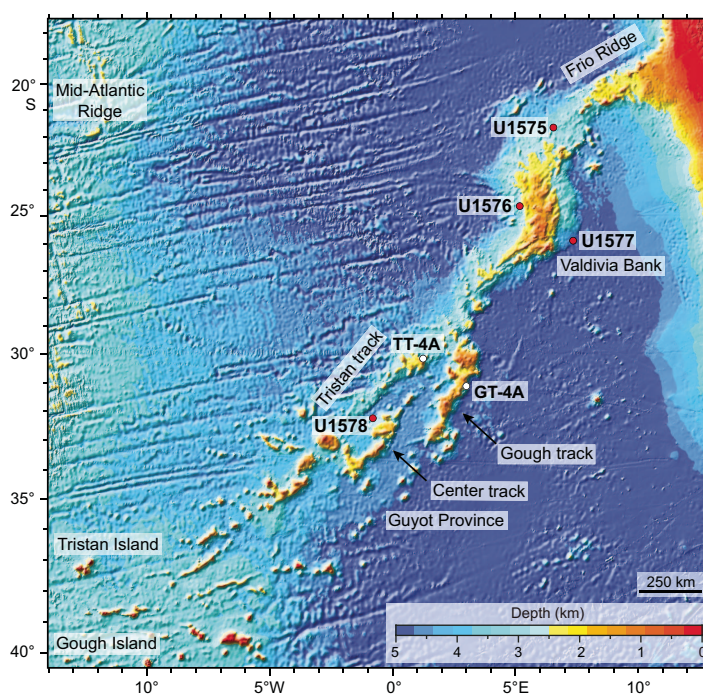 Frio Ridge
20°
S
Mid-Atlantic
Ridge
U1575
25°
U1576
U1577
Valdivia Bank
30°
TT-4A
Tristan track
GT-4A
U1578
Gough track
35°
Center track
Guyot Province
Tristan Island
250 km
Depth (km)
5 4 3 2 1 0
Gough Island
40°
10° 5°W 0° 5°E 10°